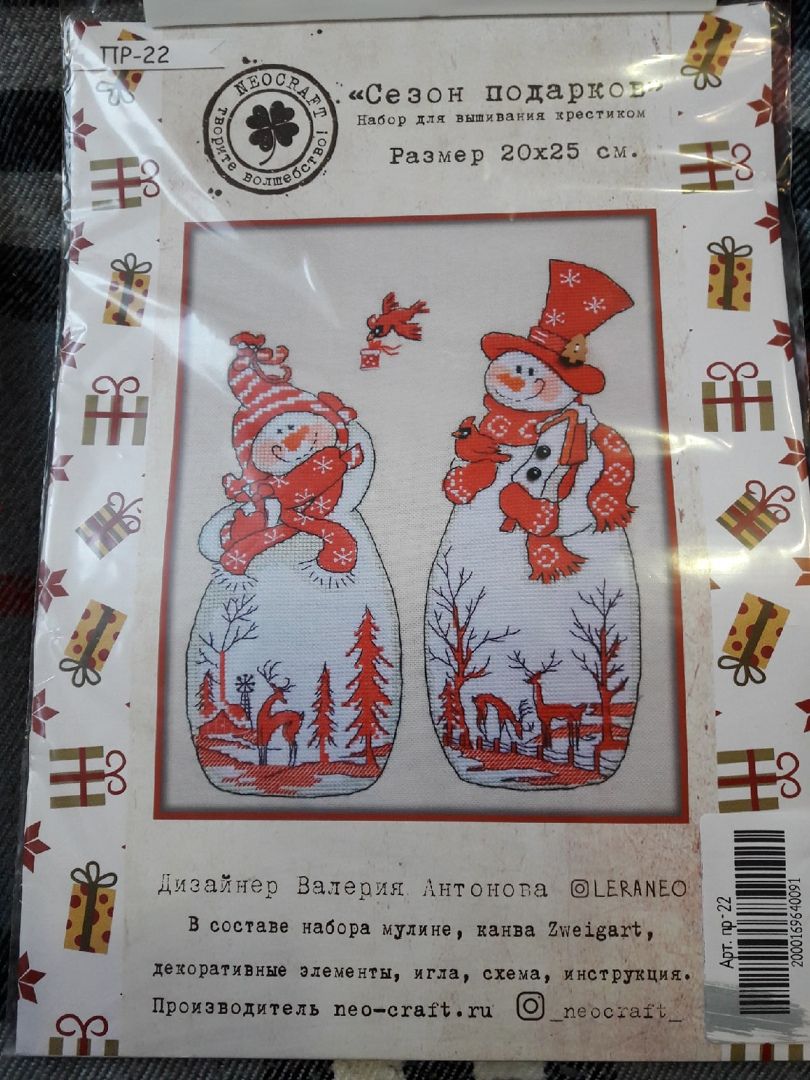 ПР-22
NEOCRAFT
ТВОРИТЕ ВОЛШЕБСТВО!
«Сезон подарков»
Набор для вышивания крестиком
Размер 20х25 см.
Дизайнер Валерия Антонова LERANEO
В составе набора мулине, канва Zweigart,
декоративные элементы, игла, схема, инструкция.
Производитель neo-craft.ru _neocraft_
Арт. пр-22
2000169640091